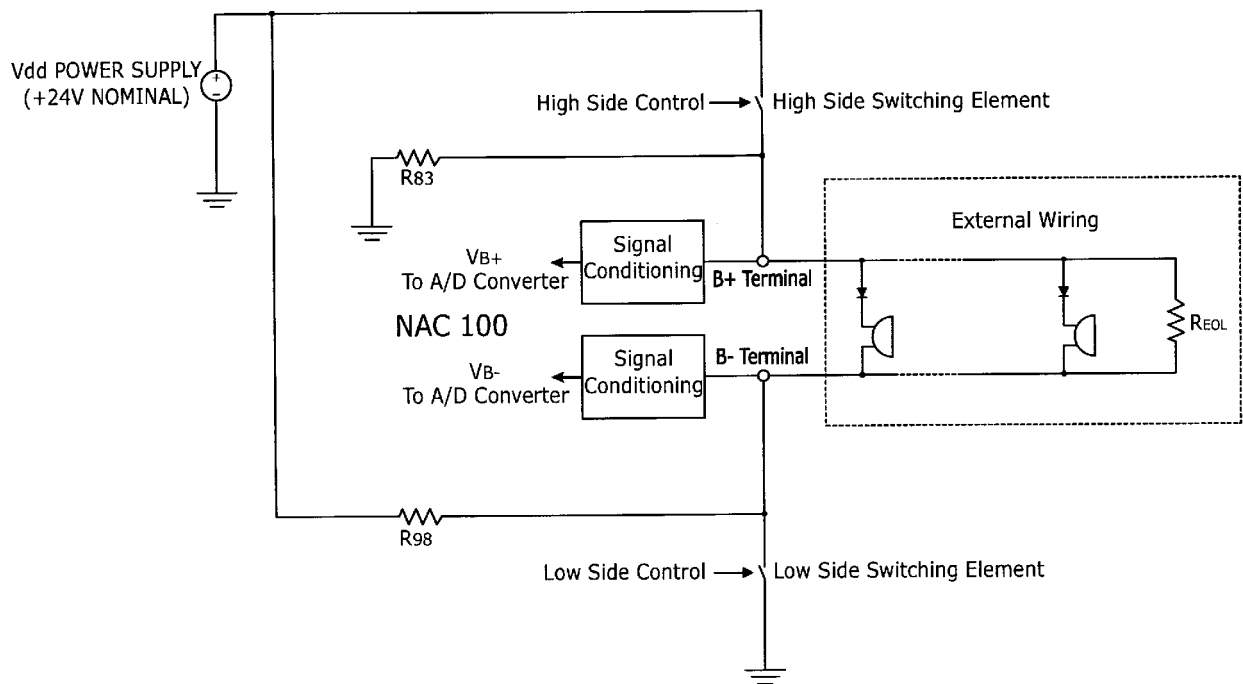 Vdd POWER SUPPLY
(+24V NOMINAL)
+
−
High Side Control
High Side Switching Element
R83
External Wiring
VB+
To A/D Converter
Signal
Conditioning
B+ Terminal
NAC 100
REOL
VB-
To A/D Converter
Signal
Conditioning
B- Terminal
R98
Low Side Control
Low Side Switching Element